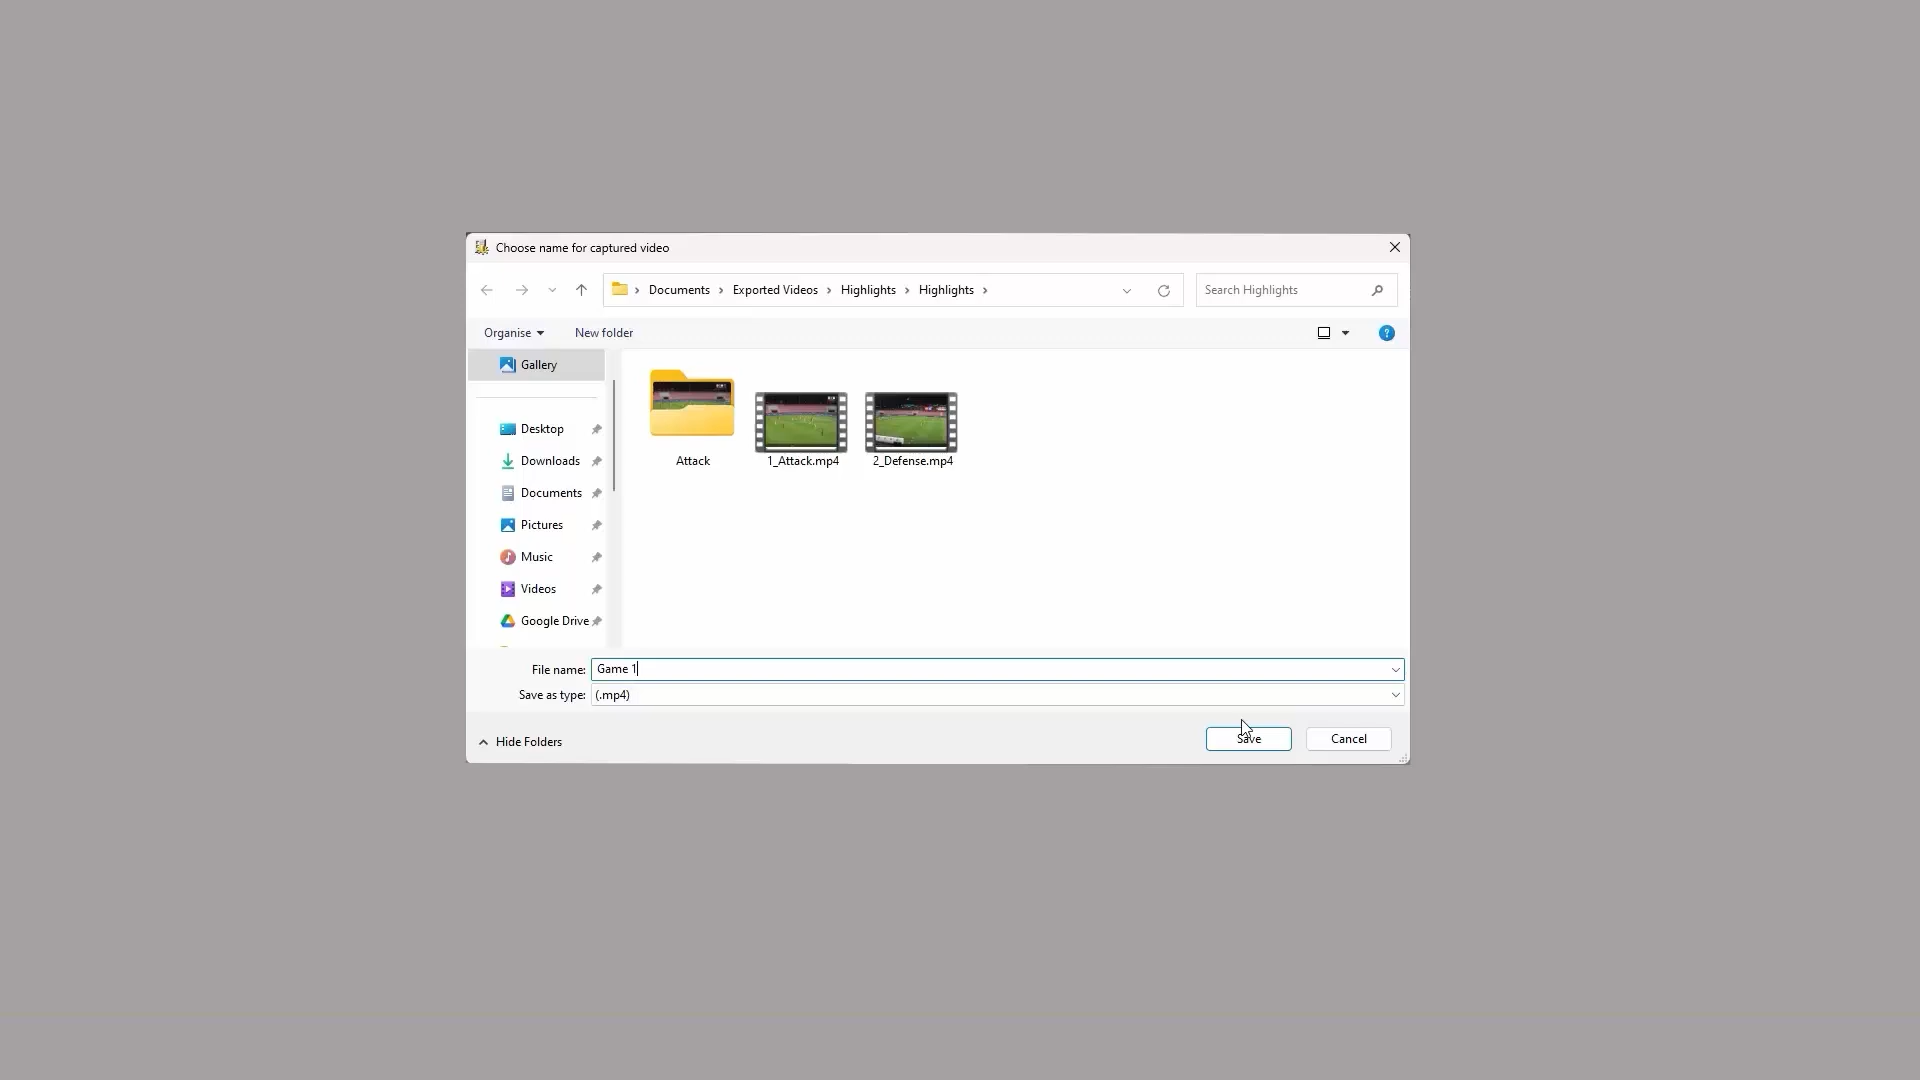 Choose name for captured video
Documents
Exported Videos
Highlights
Highlights
Search Highlights
Organise
New folder
Gallery
Desktop
Downloads
Documents
Pictures
Music
Videos
Google Drive
Attack
1_Attack.mp4
2_Defense.mp4
File name: Game 1
Save as type: (.mp4)
Hide Folders
Save
Cancel